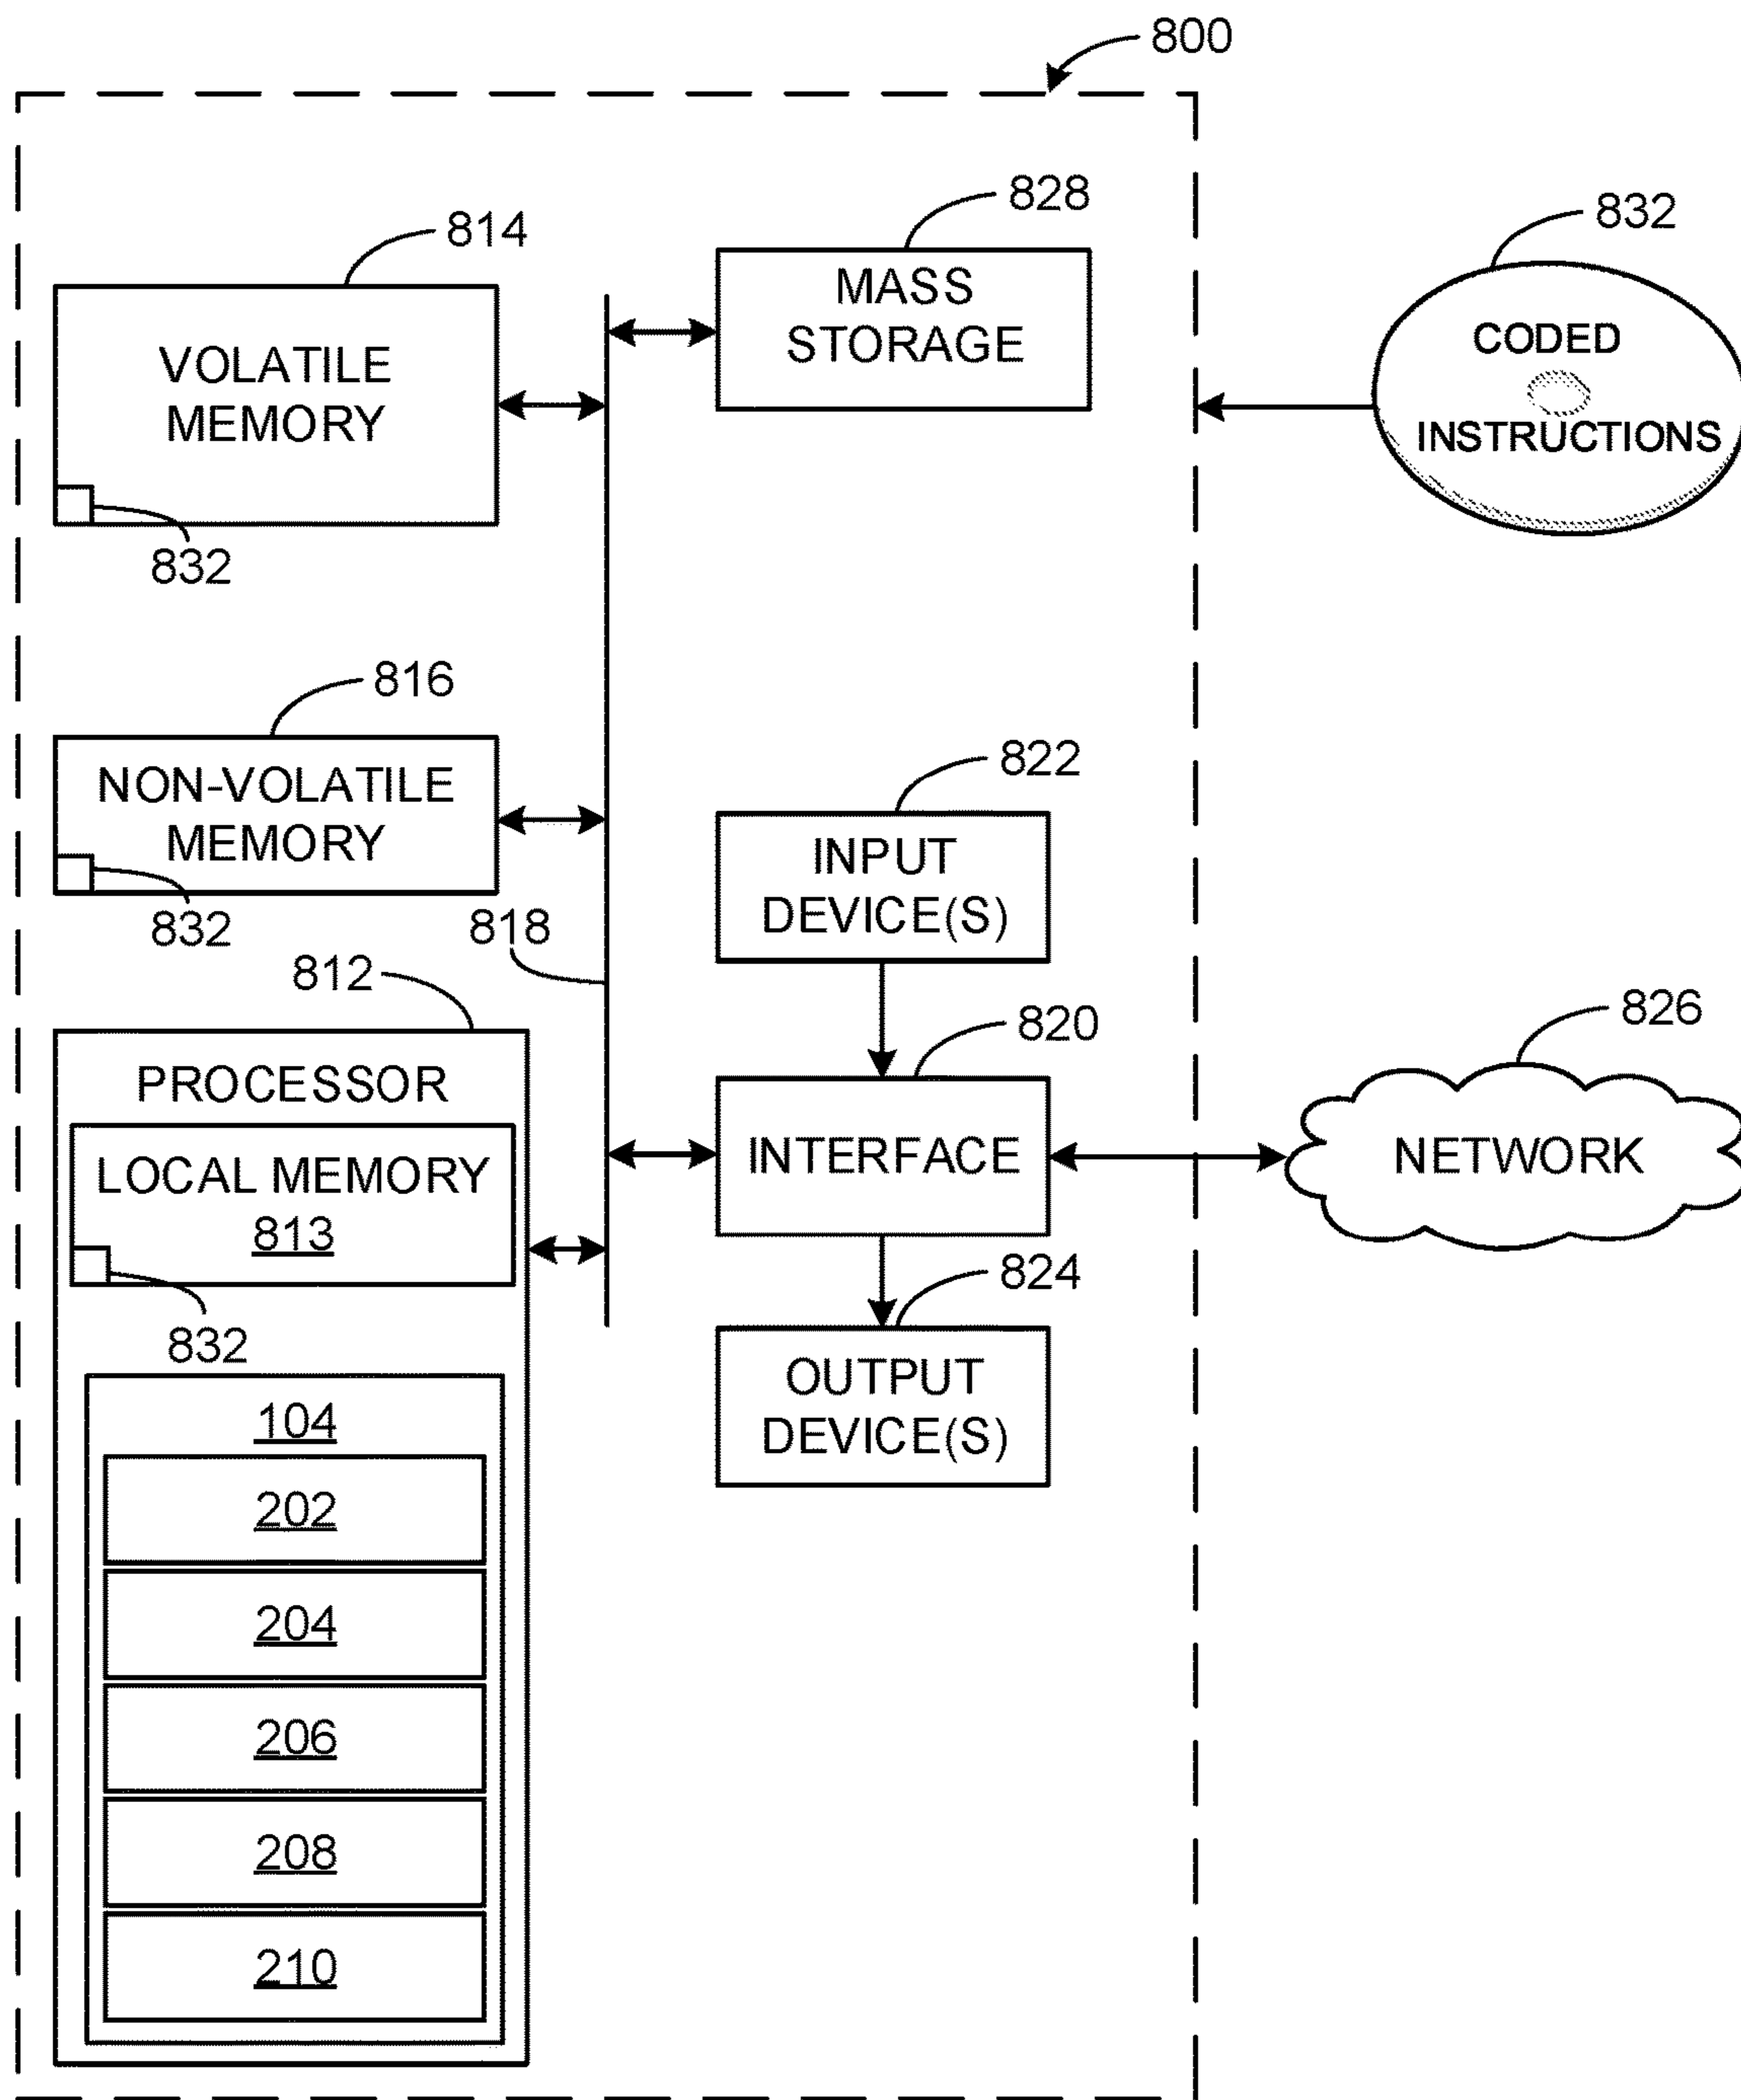 800
828
832
814
MASS
STORAGE
CODED
INSTRUCTIONS
VOLATILE
MEMORY
832
816
822
NON-VOLATILE
MEMORY
INPUT
DEVICE(S)
832
818
812
820
826
PROCESSOR
INTERFACE
NETWORK
LOCAL MEMORY
813
824
832
OUTPUT
DEVICE(S)
104
202
204
206
208
210